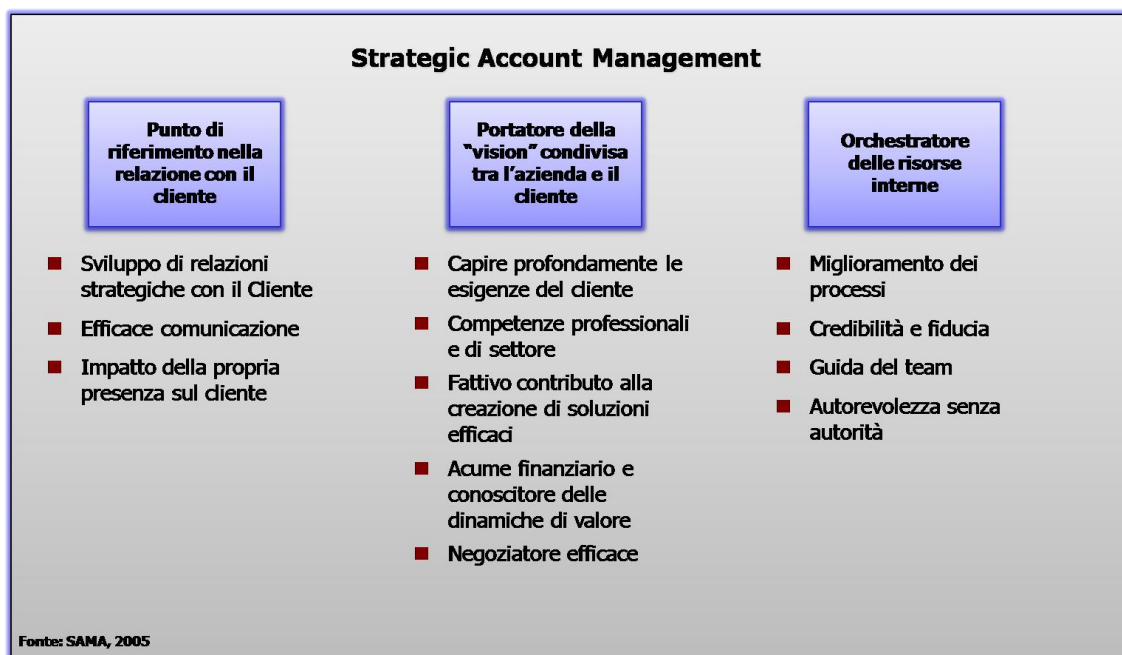 Strategic Account Management
Punto di
riferimento nella
relazione con il
cliente
Sviluppo di relazioni
strategiche con il Cliente
Efficace comunicazione
Impatto della propria
presenza sul cliente
Portatore della
"vision" condivisa
tra l'azienda e il
cliente
Capire profondamente le
esigenze del cliente
Competenze professionali
e di settore
Fattivo contributo alla
creazione di soluzioni
efficaci
Acume finanziario e
conoscitore delle
dinamiche di valore
Negoziatore efficace
Orchestratore
delle risorse
interne
Miglioramento dei
processi
Credibilità e fiducia
Guida del team
Autorevolezza senza
autorità
Fonte: SAMA, 2005